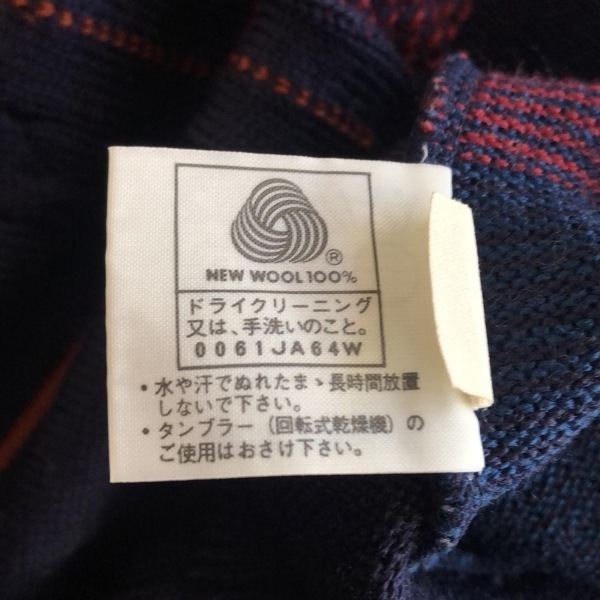 ®
NEW WOOL 100%
ドライクリーニング
又は、手洗いのこと。
0061JA64W
・水や汗でぬれたまゝ長時間放置
しないで下さい。
・タンブラー（回転式乾燥機）の
ご使用はおさけ下さい。